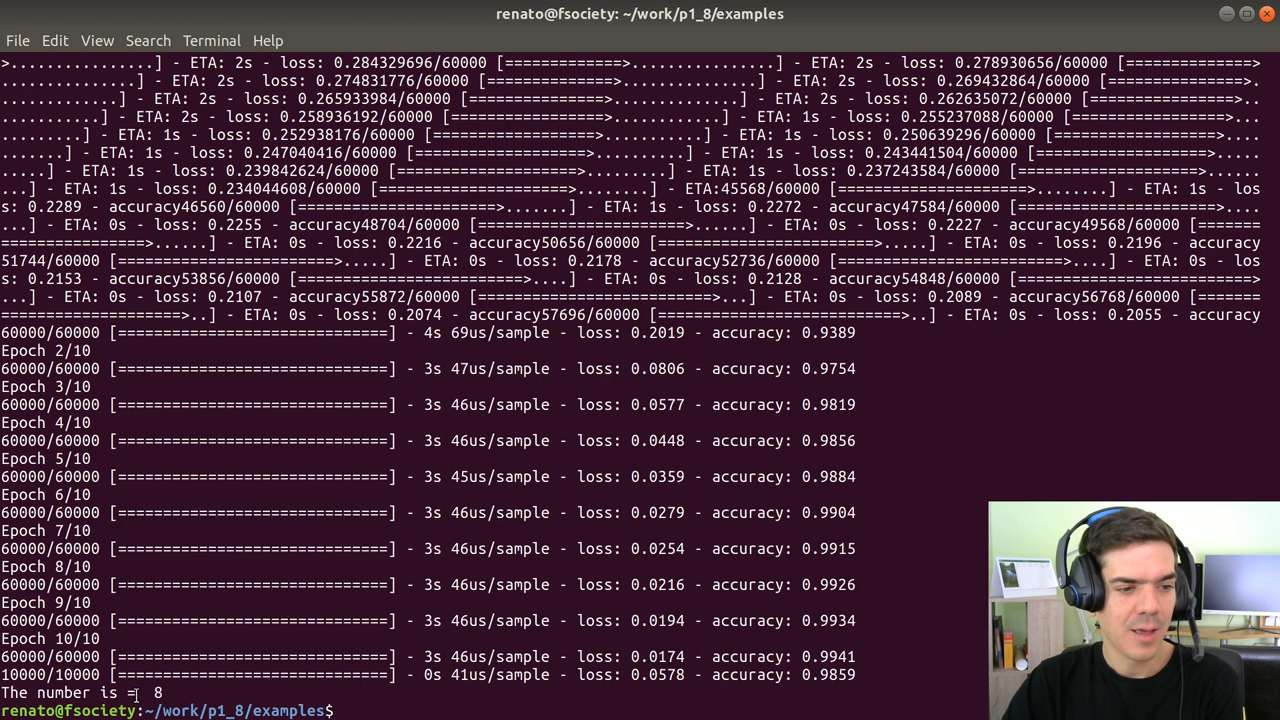 renato@fsociety: ~/work/p1_8/examples
File Edit View Search Terminal Help
>................] - ETA: 2s - loss: 0.284329696/60000 [=============>................] - ETA: 2s - loss: 0.278930656/60000 [==============>
...............] - ETA: 2s - loss: 0.274831776/60000 [==============>...............] - ETA: 2s - loss: 0.269432864/60000 [===============>.
.............] - ETA: 2s - loss: 0.265933984/60000 [===============>..............] - ETA: 2s - loss: 0.262635072/60000 [================>..
...........] - ETA: 2s - loss: 0.258936192/60000 [================>.............] - ETA: 1s - loss: 0.255237088/60000 [=================>...
.........] - ETA: 1s - loss: 0.252938176/60000 [==================>...........] - ETA: 1s - loss: 0.250639296/60000 [==================>....
.......] - ETA: 1s - loss: 0.247040416/60000 [==================>..........] - ETA: 1s - loss: 0.243441504/60000 [===================>......
.....] - ETA: 1s - loss: 0.239842624/60000 [===================>.........] - ETA: 1s - loss: 0.237243584/60000 [====================>......
...] - ETA: 1s - loss: 0.234044608/60000 [====================>........] - ETA:45568/60000 [=====================>........] - ETA: 1s - los
s: 0.2289 - accuracy46560/60000 [======================>.......] - ETA: 1s - loss: 0.2272 - accuracy47584/60000 [======================>....
...] - ETA: 0s - loss: 0.2255 - accuracy48704/60000 [=======================>......] - ETA: 0s - loss: 0.2227 - accuracy49568/60000 [=======
================>......] - ETA: 0s - loss: 0.2216 - accuracy50656/60000 [========================>.....] - ETA: 0s - loss: 0.2196 - accuracy
51744/60000 [========================>.....] - ETA: 0s - loss: 0.2178 - accuracy52736/60000 [=========================>....] - ETA: 0s - los
s: 0.2153 - accuracy53856/60000 [=========================>....] - ETA: 0s - loss: 0.2128 - accuracy54848/60000 [==========================>
...] - ETA: 0s - loss: 0.2107 - accuracy55872/60000 [==========================>...] - ETA: 0s - loss: 0.2089 - accuracy56768/60000 [=======
====================>..] - ETA: 0s - loss: 0.2074 - accuracy57696/60000 [===========================>..] - ETA: 0s - loss: 0.2055 - accuracy
60000/60000 [==============================] - 4s 69us/sample - loss: 0.2019 - accuracy: 0.9389
Epoch 2/10
60000/60000 [==============================] - 3s 47us/sample - loss: 0.0806 - accuracy: 0.9754
Epoch 3/10
60000/60000 [==============================] - 3s 46us/sample - loss: 0.0577 - accuracy: 0.9819
Epoch 4/10
60000/60000 [==============================] - 3s 46us/sample - loss: 0.0448 - accuracy: 0.9856
Epoch 5/10
60000/60000 [==============================] - 3s 45us/sample - loss: 0.0359 - accuracy: 0.9884
Epoch 6/10
60000/60000 [==============================] - 3s 46us/sample - loss: 0.0279 - accuracy: 0.9904
Epoch 7/10
60000/60000 [==============================] - 3s 46us/sample - loss: 0.0254 - accuracy: 0.9915
Epoch 8/10
60000/60000 [==============================] - 3s 46us/sample - loss: 0.0216 - accuracy: 0.9926
Epoch 9/10
60000/60000 [==============================] - 3s 46us/sample - loss: 0.0194 - accuracy: 0.9934
Epoch 10/10
60000/60000 [==============================] - 3s 46us/sample - loss: 0.0174 - accuracy: 0.9941
10000/10000 [==============================] - 0s 41us/sample - loss: 0.0578 - accuracy: 0.9859
The number is =  8
renato@fsociety:~/work/p1_8/examples$